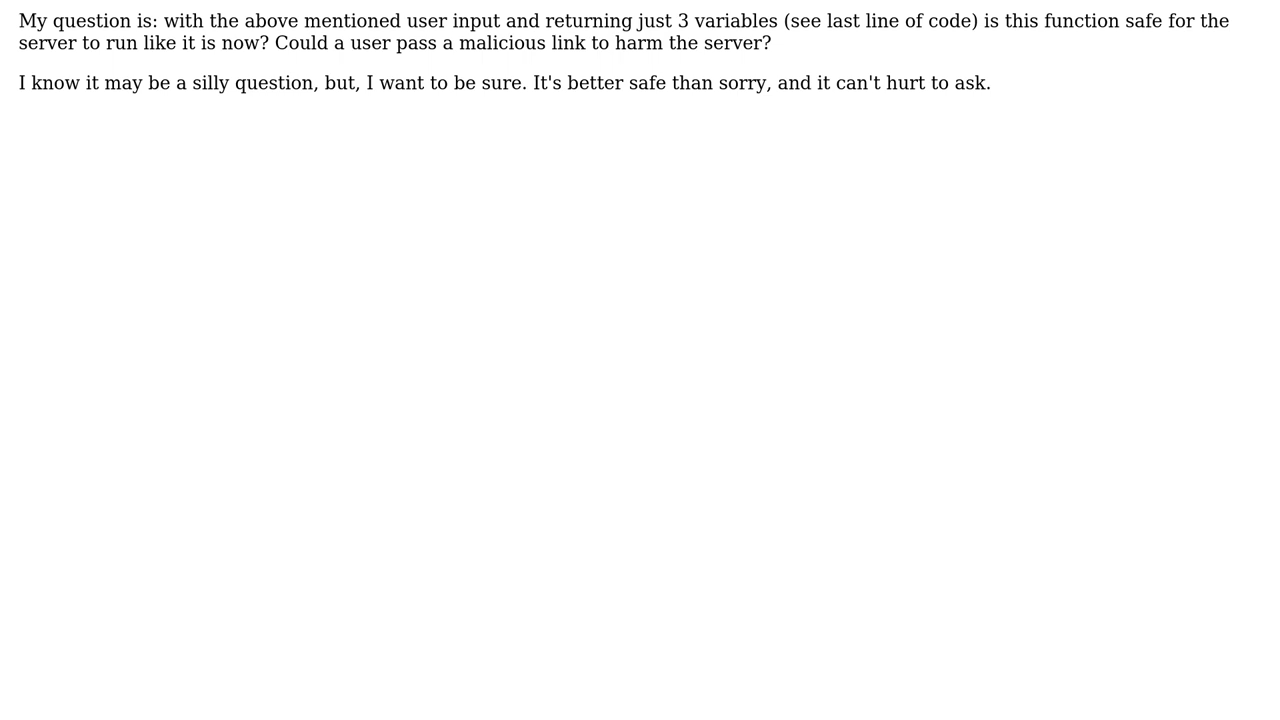 My question is: with the above mentioned user input and returning just 3 variables (see last line of code) is this function safe for the
server to run like it is now? Could a user pass a malicious link to harm the server?
I know it may be a silly question, but, I want to be sure. It's better safe than sorry, and it can't hurt to ask.